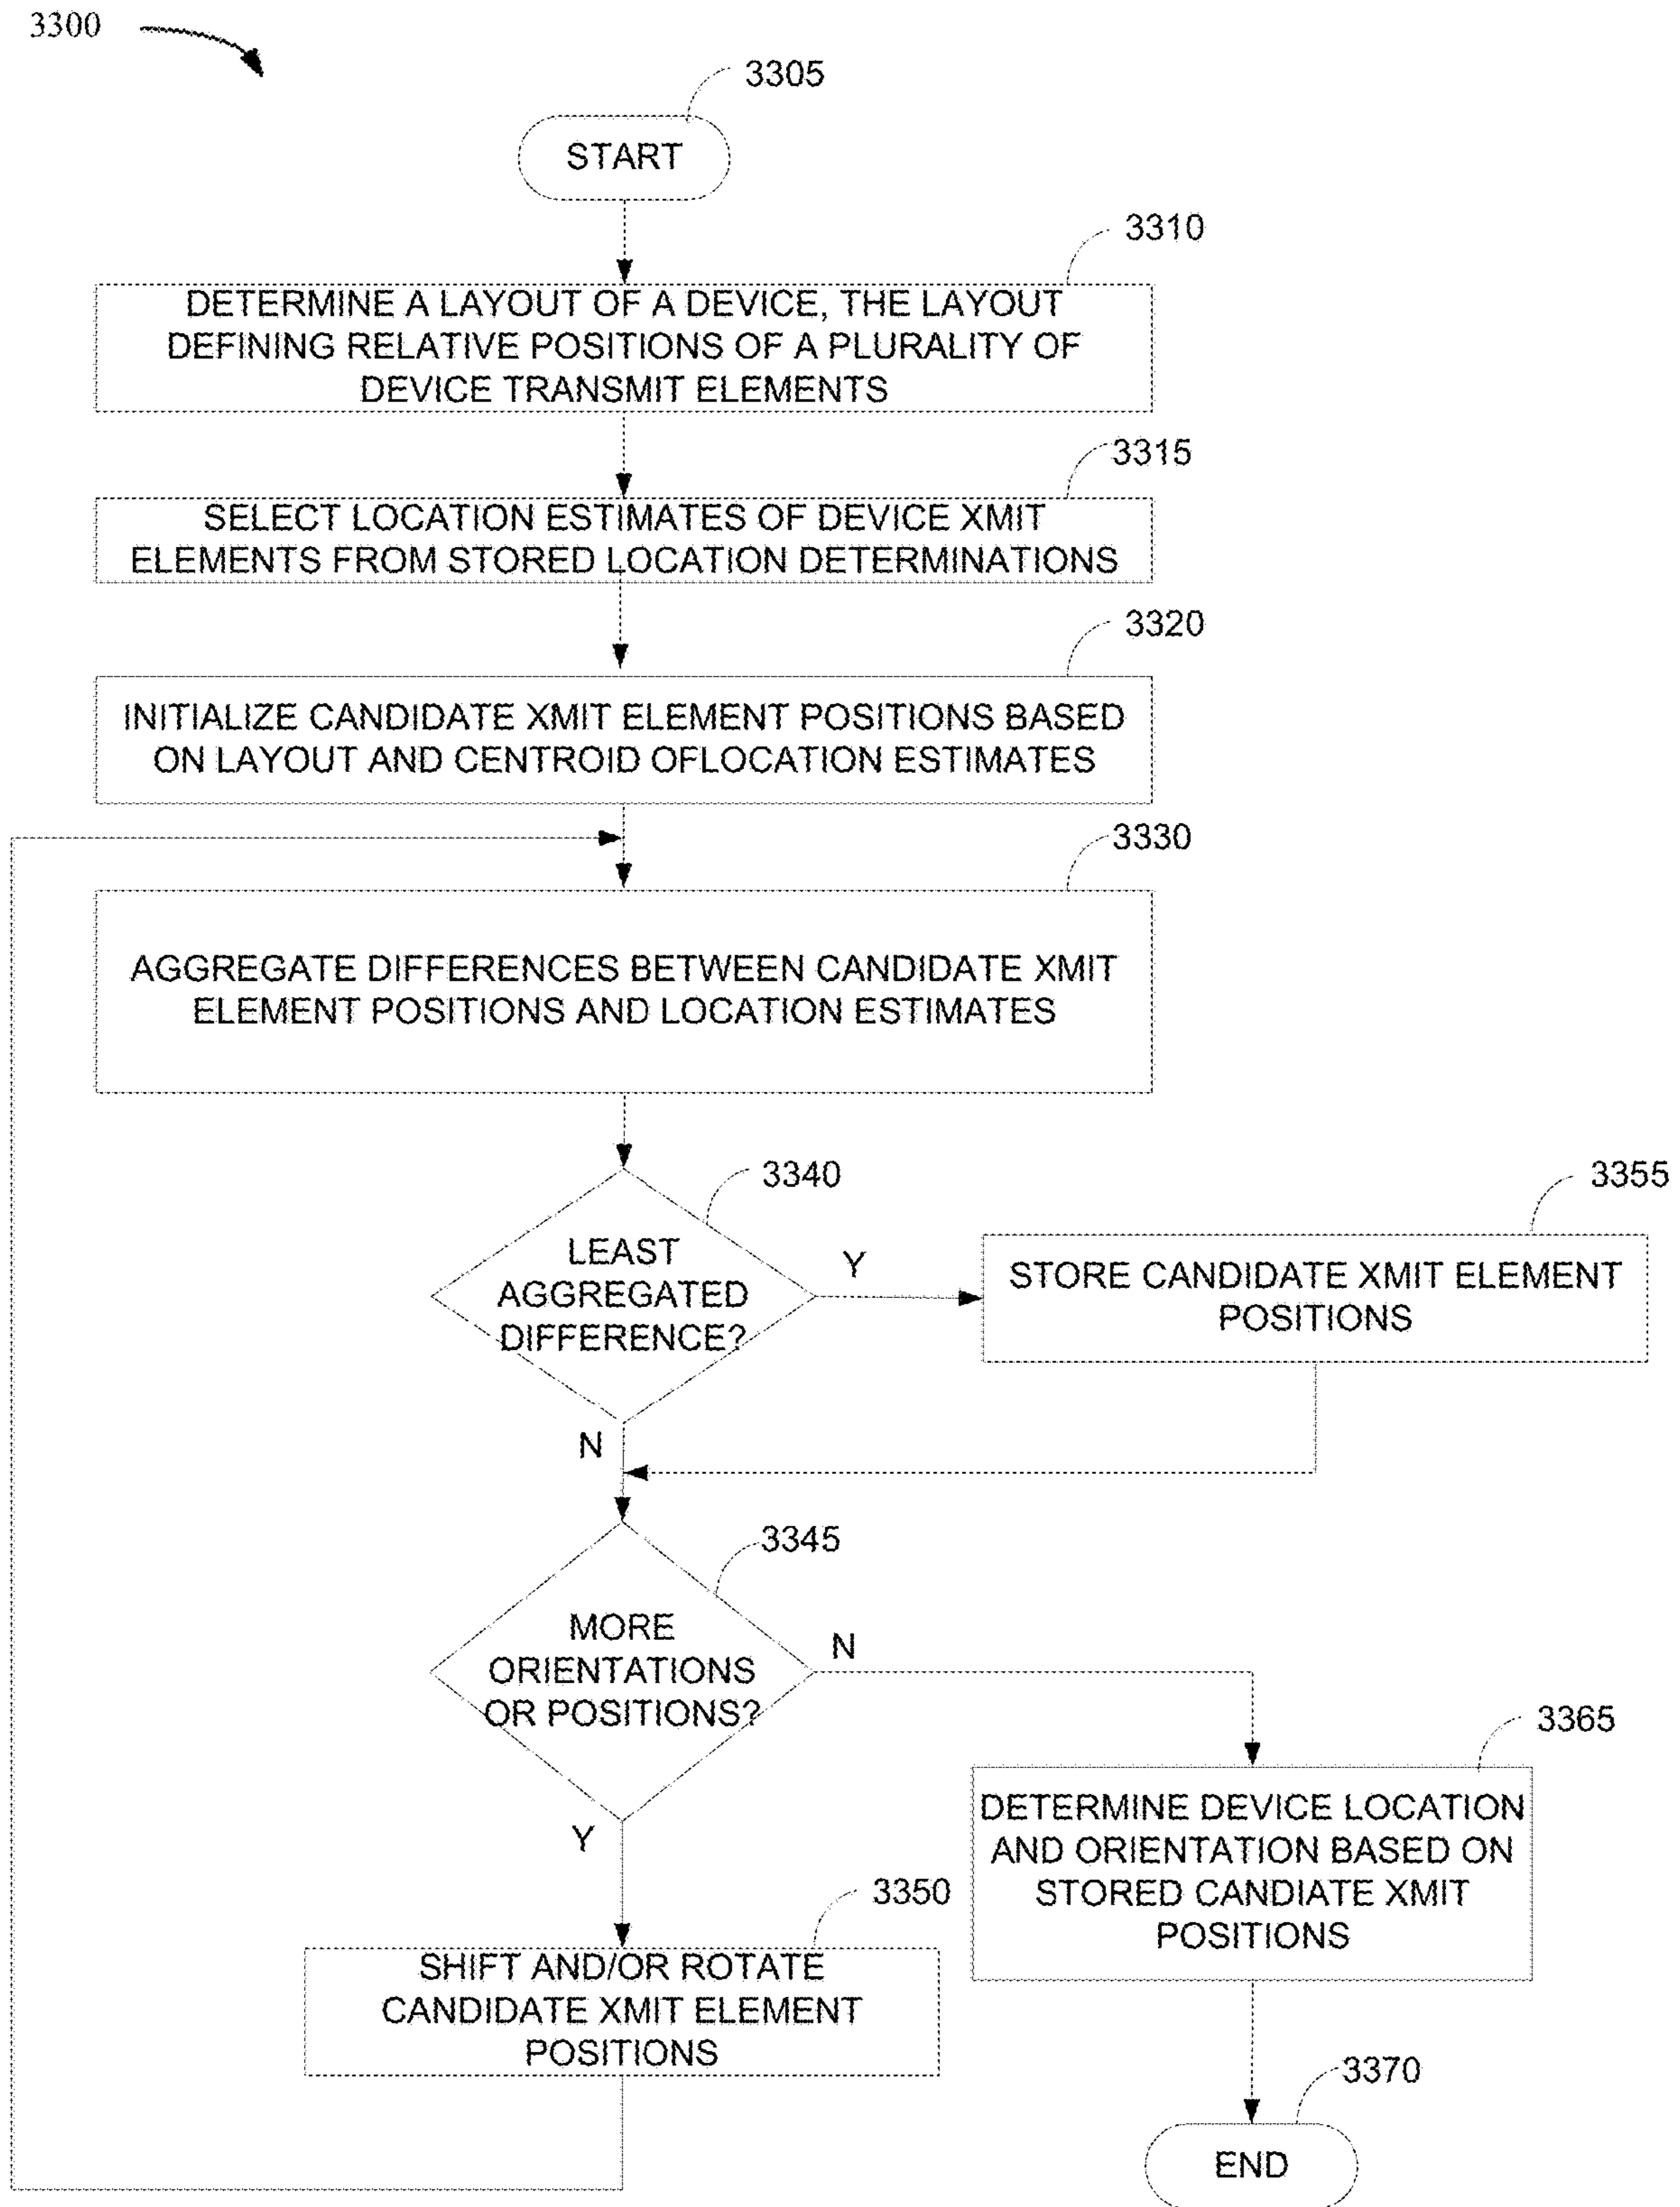 3300
3305
START
3310
DETERMINE A LAYOUT OF A DEVICE, THE LAYOUT
DEFINING RELATIVE POSITIONS OF A PLURALITY OF
DEVICE TRANSMIT ELEMENTS
3315
SELECT LOCATION ESTIMATES OF DEVICE XMIT
ELEMENTS FROM STORED LOCATION DETERMINATIONS
3320
INITIALIZE CANDIDATE XMIT ELEMENT POSITIONS BASED
ON LAYOUT AND CENTROID OFLOCATION ESTIMATES
3330
AGGREGATE DIFFERENCES BETWEEN CANDIDATE XMIT
ELEMENT POSITIONS AND LOCATION ESTIMATES
3340
LEAST
AGGREGATED
DIFFERENCE?
Y
3355
STORE CANDIDATE XMIT ELEMENT
POSITIONS
N
3345
MORE
ORIENTATIONS
OR POSITIONS?
N
3365
DETERMINE DEVICE LOCATION
AND ORIENTATION BASED ON
STORED CANDIATE XMIT
POSITIONS
Y
3350
SHIFT AND/OR ROTATE
CANDIDATE XMIT ELEMENT
POSITIONS
3370
END